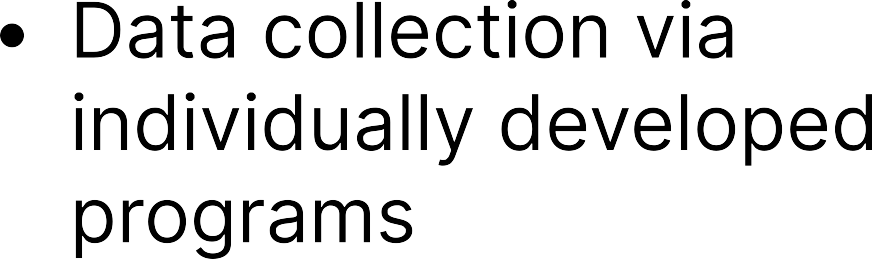 • Data collection via
individually developed
programs